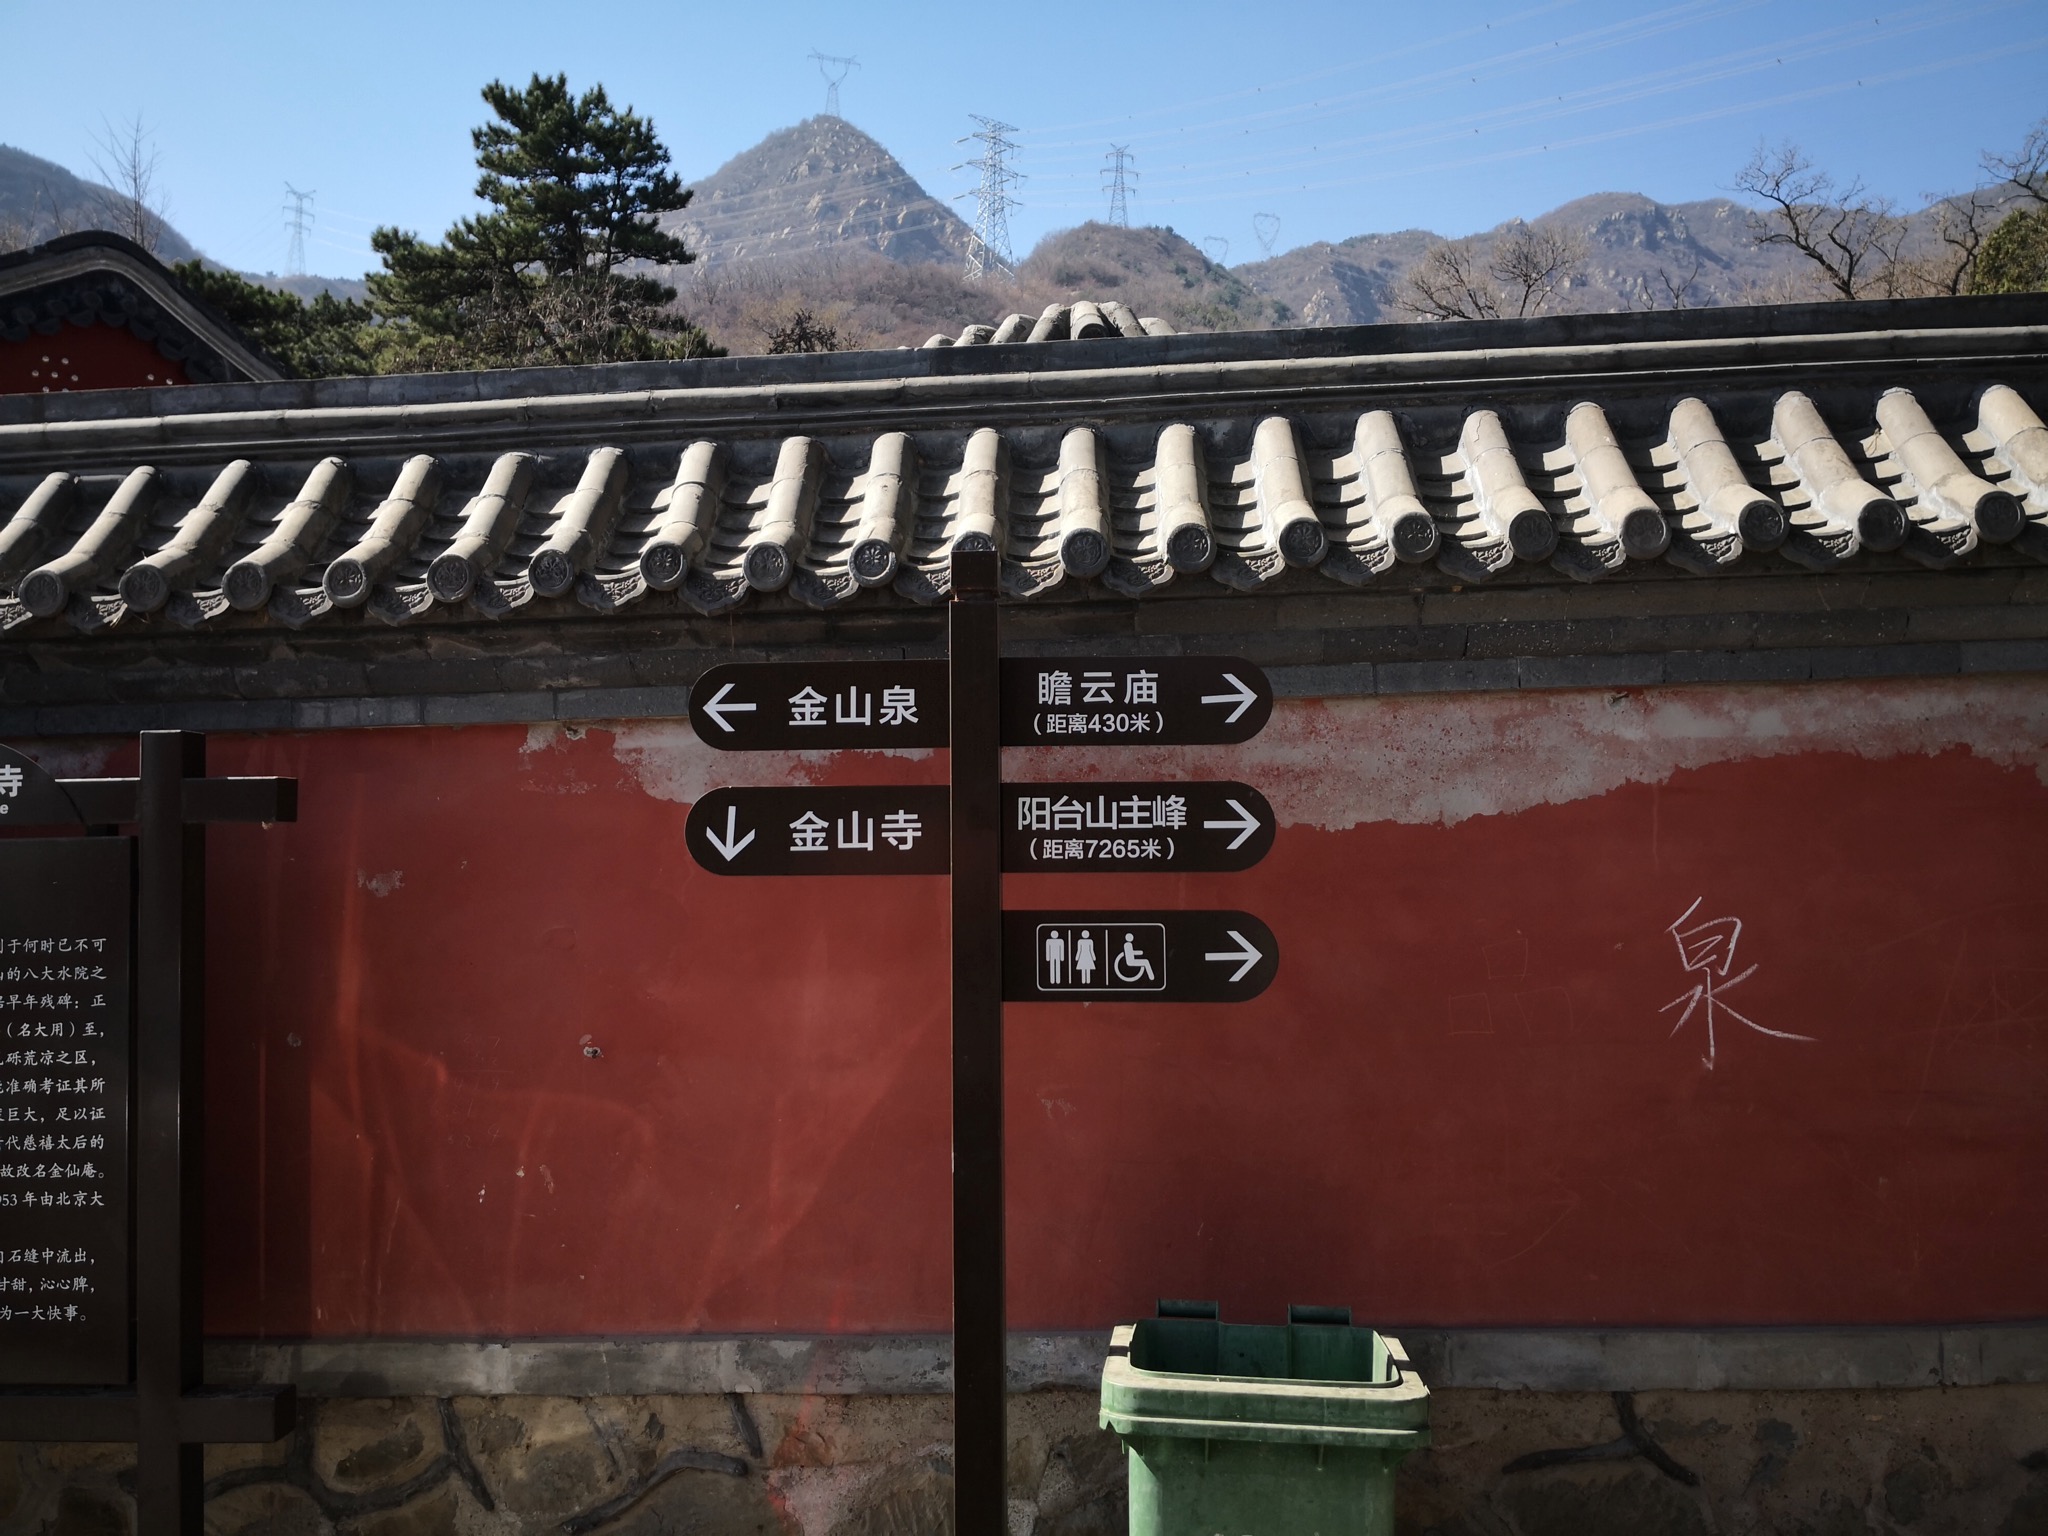 金山泉
瞻云庙
(距离430米)
金山寺
阳台山主峰
(距离7265米)
泉
寺
e
于何时已不可
的八大水院之
早年残碑：正
（名大用）至，
砾荒凉之区，
准确考证其所
巨大，足以证
代慈禧太后的
故改名金仙庵。
953年由北京大
石缝中流出，
甘甜，沁心脾，
为一大快事。